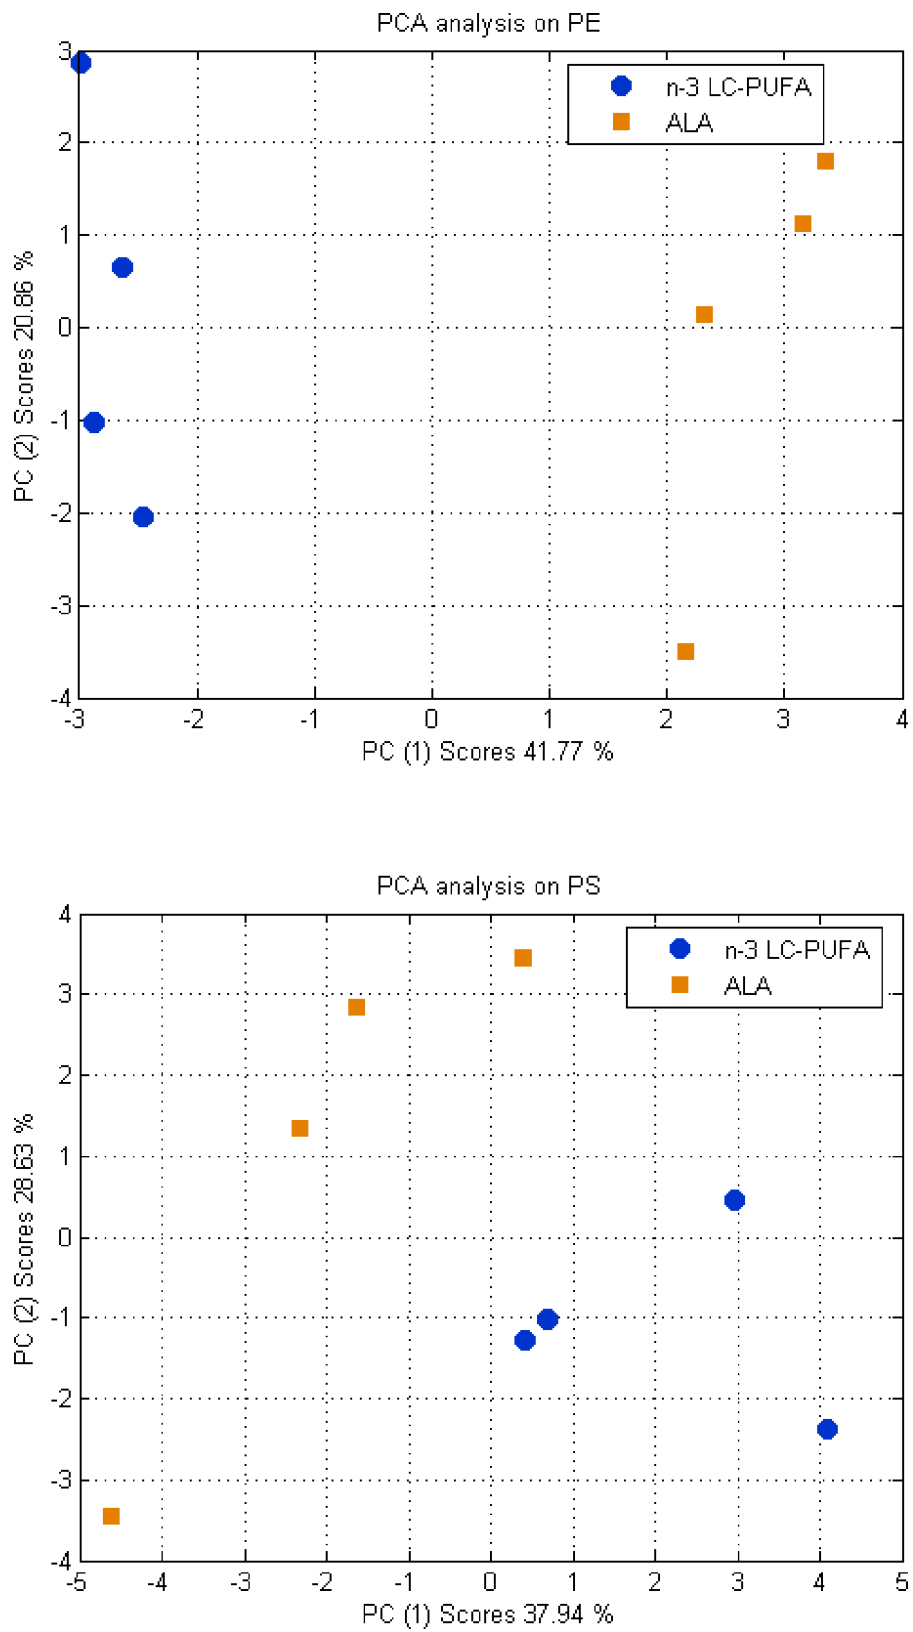 PCA analysis on PE
n-3 LC-PUFA
ALA
PC (2) Scores 20.86 %
3
2
1
0
-1
-2
-3
-4
-3 -2 -1 0 1 2 3 4
PC (1) Scores 41.77 %
PCA analysis on PS
n-3 LC-PUFA
ALA
PC (2) Scores 28.63 %
4
3
2
1
0
-1
-2
-3
-4
-5 -4 -3 -2 -1 0 1 2 3 4 5
PC (1) Scores 37.94 %